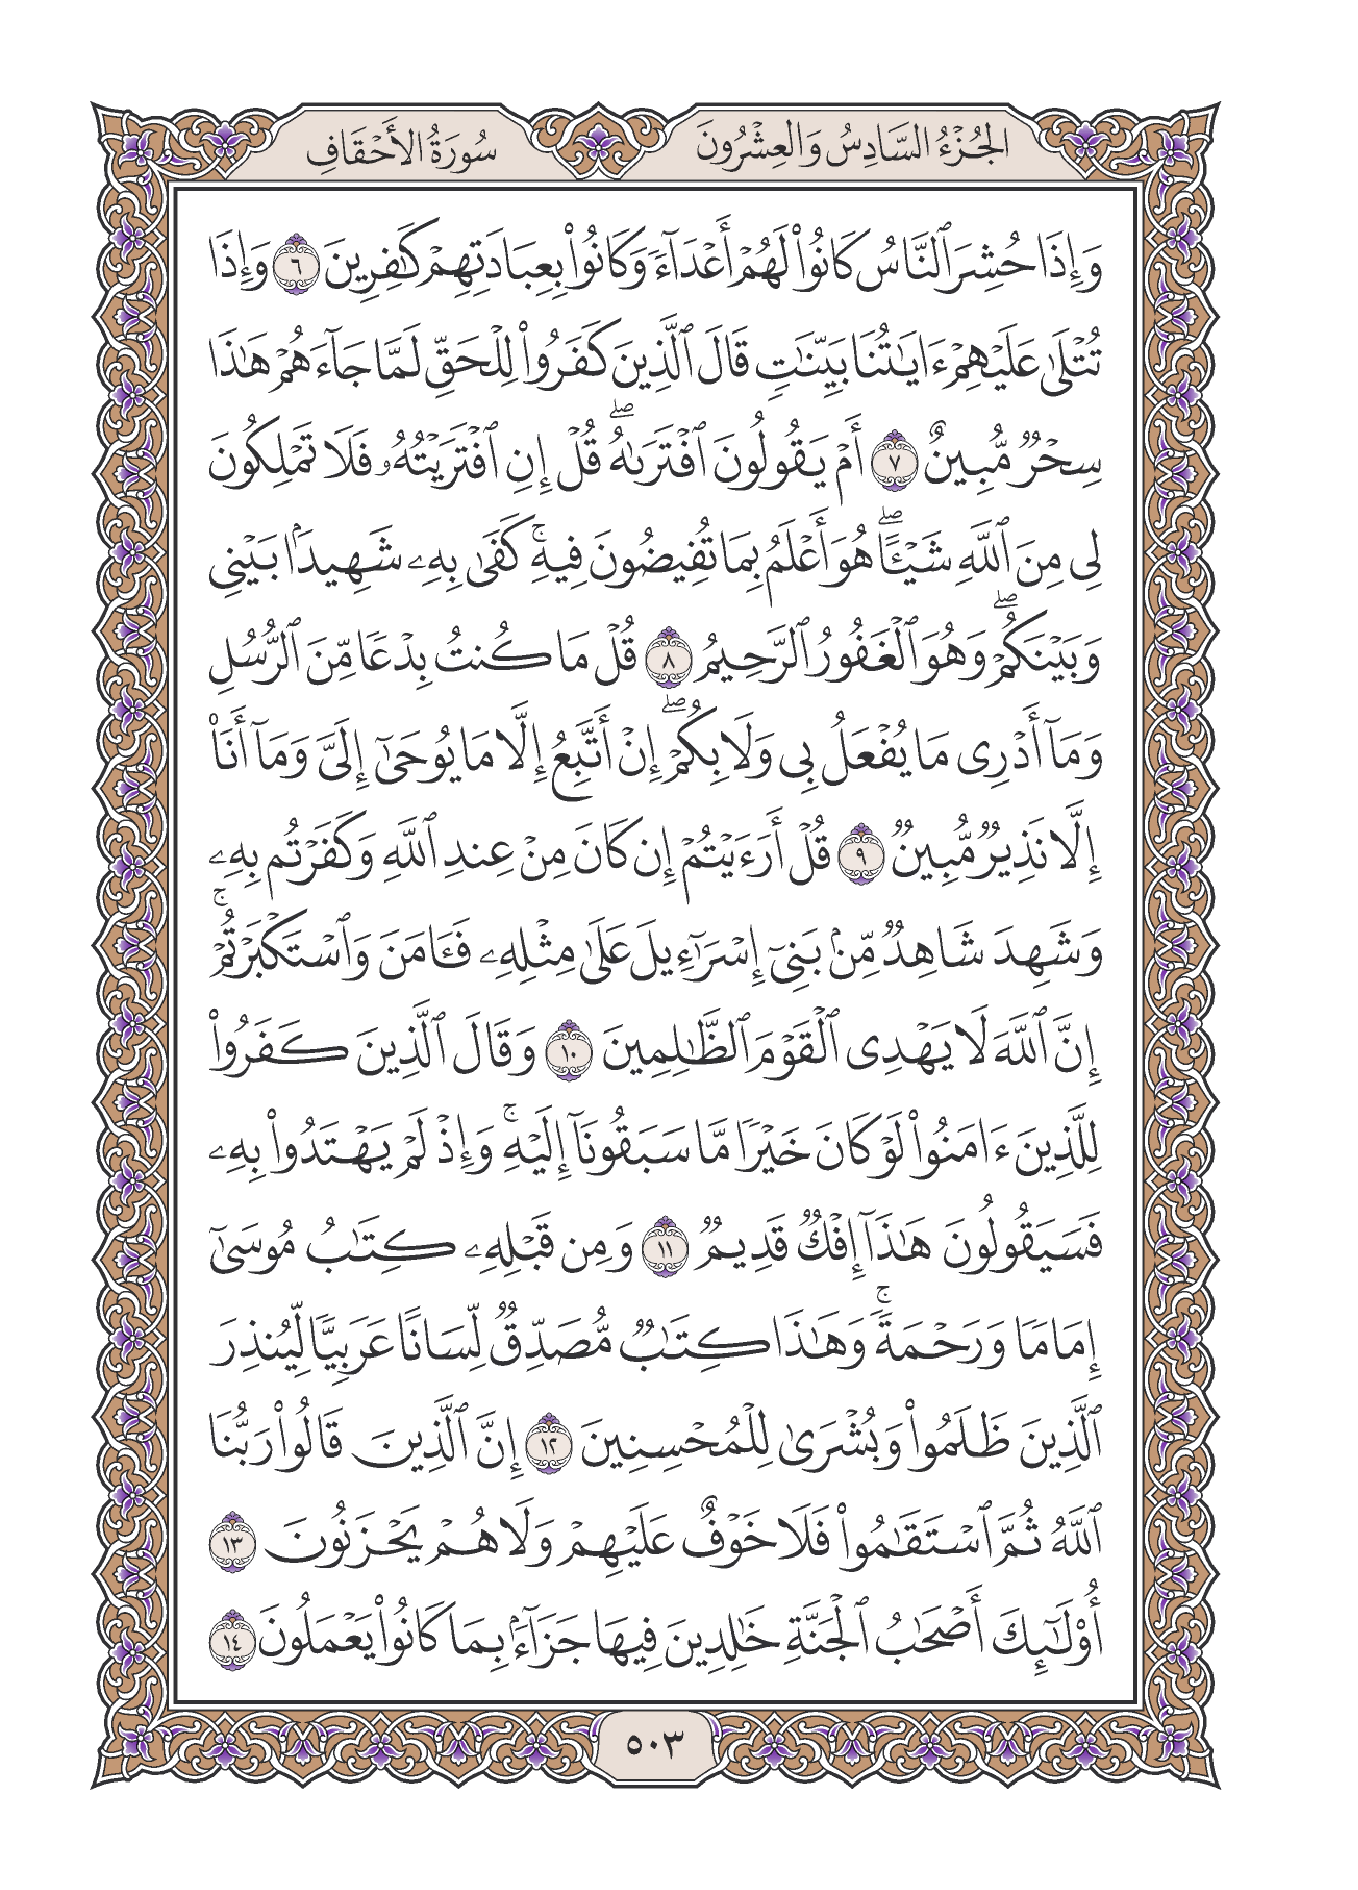 الجُزْءُ السَّادِسُ وَالعِشْرُونَ
سُورَةُ الأَحْقَافِ
وَإِذَا حُشِرَ ٱلنَّاسُ كَانُوا۟ لَهُمْ أَعْدَآءً وَكَانُوا۟ بِعِبَادَتِهِمْ كَـٰفِرِينَ ٦ وَإِذَا
تُتْلَىٰ عَلَيْهِمْ ءَايَـٰتُنَا بَيِّنَـٰتٍ قَالَ ٱلَّذِينَ كَفَرُوا۟ لِلْحَقِّ لَمَّا جَآءَهُمْ هَـٰذَا
سِحْرٌ مُّبِينٌ ٧ أَمْ يَقُولُونَ ٱفْتَرَىٰهُ ۖ قُلْ إِنِ ٱفْتَرَيْتُهُۥ فَلَا تَمْلِكُونَ
لِى مِنَ ٱللَّهِ شَيْـًٔا ۖ هُوَ أَعْلَمُ بِمَا تُفِيضُونَ فِيهِ ۚ كَفَىٰ بِهِۦ شَهِيدًۢا بَيْنِى
وَبَيْنَكُمْ ۖ وَهُوَ ٱلْغَفُورُ ٱلرَّحِيمُ ٨ قُلْ مَا كُنتُ بِدْعًا مِّنَ ٱلرُّسُلِ
وَمَآ أَدْرِى مَا يُفْعَلُ بِى وَلَا بِكُمْ ۖ إِنْ أَتَّبِعُ إِلَّا مَا يُوحَىٰٓ إِلَىَّ وَمَآ أَنَا۠
إِلَّا نَذِيرٌ مُّبِينٌ ٩ قُلْ أَرَءَيْتُمْ إِن كَانَ مِنْ عِندِ ٱللَّهِ وَكَفَرْتُم بِهِۦ
وَشَهِدَ شَاهِدٌ مِّنۢ بَنِىٓ إِسْرَٰٓءِيلَ عَلَىٰ مِثْلِهِۦ فَـَٔامَنَ وَٱسْتَكْبَرْتُمْ ۚ
إِنَّ ٱللَّهَ لَا يَهْدِى ٱلْقَوْمَ ٱلظَّـٰلِمِينَ ١٠ وَقَالَ ٱلَّذِينَ كَفَرُوا۟
لِلَّذِينَ ءَامَنُوا۟ لَوْ كَانَ خَيْرًا مَّا سَبَقُونَآ إِلَيْهِ ۚ وَإِذْ لَمْ يَهْتَدُوا۟ بِهِۦ
فَسَيَقُولُونَ هَـٰذَآ إِفْكٌ قَدِيمٌ ١١ وَمِن قَبْلِهِۦ كِتَـٰبُ مُوسَىٰٓ
إِمَامًا وَرَحْمَةً ۚ وَهَـٰذَا كِتَـٰبٌ مُّصَدِّقٌ لِّسَانًا عَرَبِيًّا لِّيُنذِرَ
ٱلَّذِينَ ظَلَمُوا۟ وَبُشْرَىٰ لِلْمُحْسِنِينَ ١٢ إِنَّ ٱلَّذِينَ قَالُوا۟ رَبُّنَا
ٱللَّهُ ثُمَّ ٱسْتَقَـٰمُوا۟ فَلَا خَوْفٌ عَلَيْهِمْ وَلَا هُمْ يَحْزَنُونَ ١٣
أُو۟لَـٰٓئِكَ أَصْحَـٰبُ ٱلْجَنَّةِ خَـٰلِدِينَ فِيهَا جَزَآءًۢ بِمَا كَانُوا۟ يَعْمَلُونَ ١٤
٥٠٣